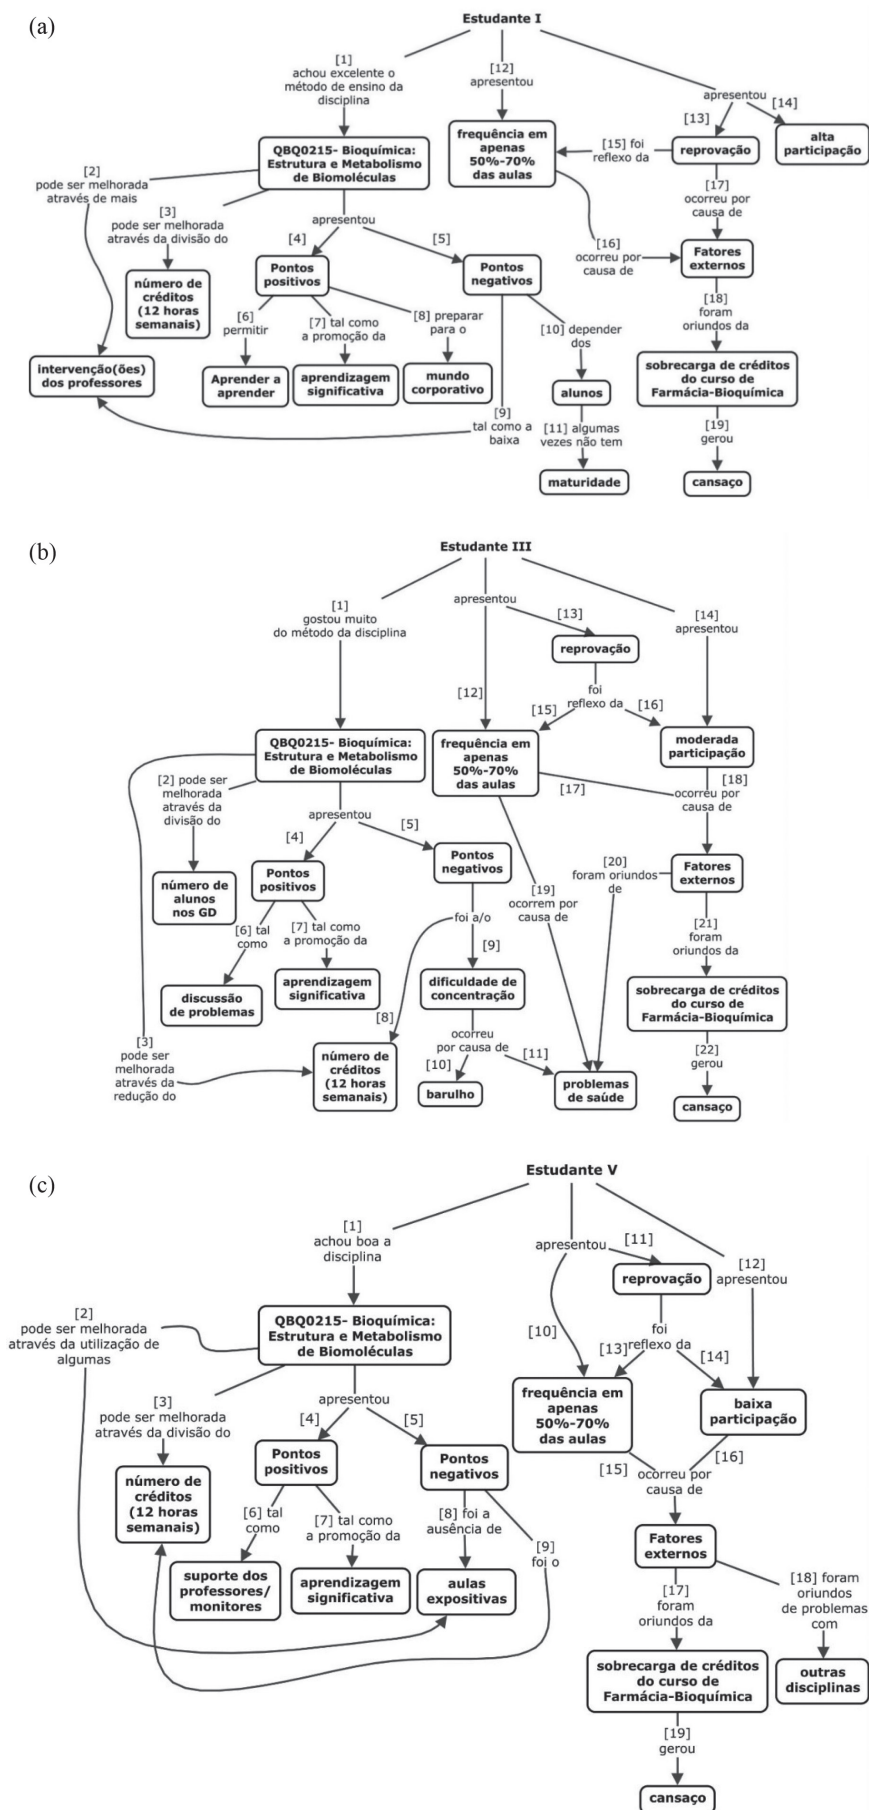 (a)
Estudante I
[1]
achou excelente o
método de ensino da
disciplina
[12]
apresentou
apresentou
[13]
[14]
QBQ0215- Bioquímica:
Estrutura e Metabolismo
de Biomoléculas
frequência em
apenas
50%-70%
das aulas
[15] foi
reflexo da
reprovação
alta
participação
[2]
pode ser melhorada
através de mais
[3]
pode ser melhorada
através da divisão do
apresentou
[4]
[5]
[16]
ocorreu por
causa de
[17]
ocorreu por
causa de
Fatores
externos
número de
créditos
(12 horas
semanais)
Pontos
positivos
Pontos
negativos
[6]
permitir
[7] tal como
a promoção da
[8] preparar
para o
[10] depender
dos
[18]
foram
oriundos da
intervenção(ões)
dos professores
Aprender a
aprender
aprendizagem
significativa
mundo
corporativo
alunos
sobrecarga de créditos
do curso de
Farmácia-Bioquímica
[9]
tal como a
baixa
[11] algumas
vezes não tem
[19]
gerou
maturidade
cansaço
(b)
Estudante III
[1]
gostou muito
do método da disciplina
apresentou
[13]
[14]
apresentou
reprovação
[12]
foi
reflexo da
[15]
[16]
QBQ0215- Bioquímica:
Estrutura e Metabolismo
de Biomoléculas
frequência em
apenas
50%-70%
das aulas
moderada
participação
[2] pode ser
melhorada
através da
divisão do
apresentou
[4]
[5]
[17]
[18]
ocorreu por
causa de
número de
alunos
nos GD
Pontos
positivos
Pontos
negativos
[19]
ocorrem por
causa de
[20]
foram oriundos
de
Fatores
externos
[6] tal
como
[7] tal como
a promoção da
foi a/o
[9]
[21]
foram
oriundos da
discussão
de problemas
aprendizagem
significativa
dificuldade de
concentração
sobrecarga de créditos
do curso de
Farmácia-Bioquímica
[8]
[3]
pode ser
melhorada
através da
redução do
número de
créditos
(12 horas
semanais)
ocorreu
por causa de
[10]
[11]
barulho
problemas
de saúde
[22]
gerou
cansaço
(c)
Estudante V
[1]
achou boa a
disciplina
apresentou
[11]
[12]
apresentou
reprovação
[2]
pode ser melhorada
através da utilização de
algumas
QBQ0215- Bioquímica:
Estrutura e Metabolismo
de Biomoléculas
[10]
foi
reflexo da
[13]
[14]
[3]
pode ser melhorada
através da divisão do
apresentou
[4]
[5]
frequência em
apenas
50%-70%
das aulas
baixa
participação
número de
créditos
(12 horas
semanais)
Pontos
positivos
Pontos
negativos
[15]
ocorreu por
causa de
[16]
[6] tal
como
[7] tal como
a promoção da
[8] foi a
ausência de
[9]
foi o
Fatores
externos
suporte dos
professores/
monitores
aprendizagem
significativa
aulas
expositivas
[17]
foram
oriundos da
[18] foram
oriundos
de problemas
com
sobrecarga de créditos
do curso de
Farmácia-Bioquímica
outras
disciplinas
[19]
gerou
cansaço